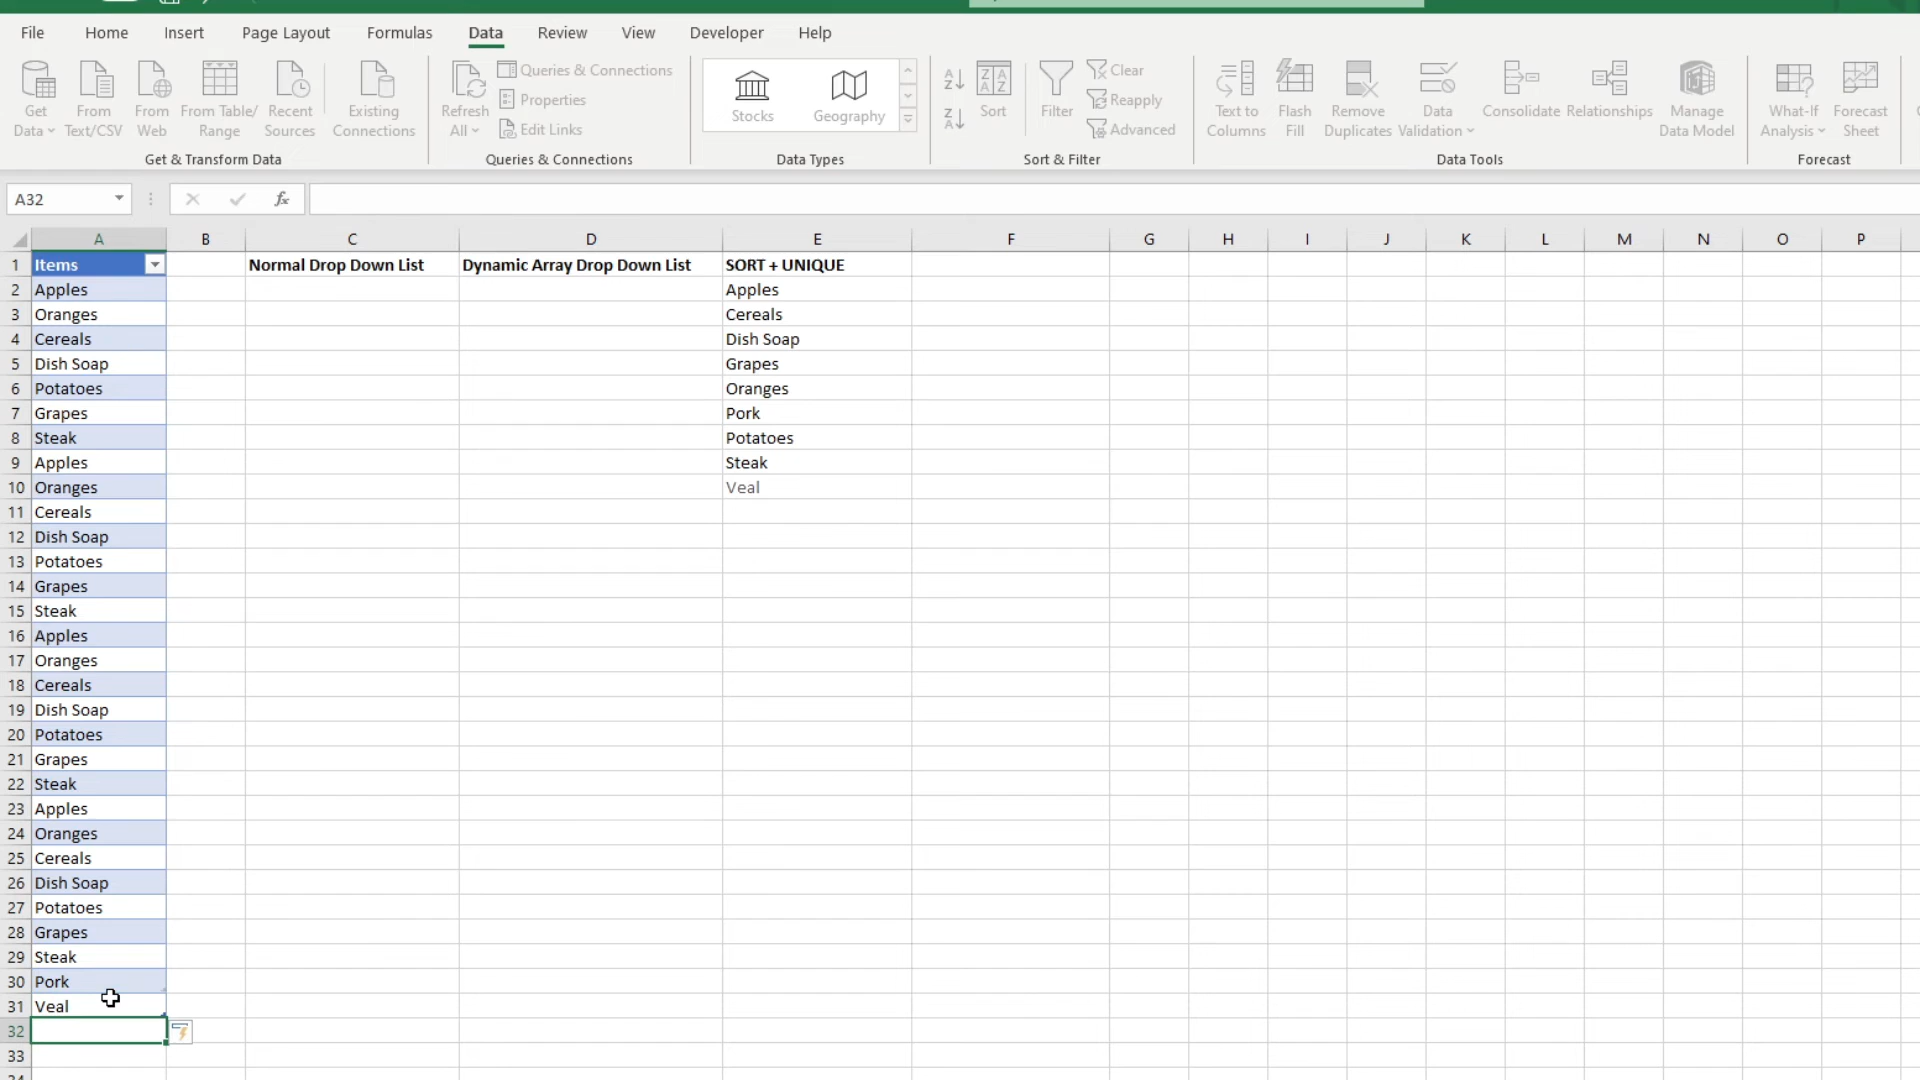 File Home Insert Page Layout Formulas Data Review View Developer Help
Get Data
From Text/CSV
From Web
From Table/ Range
Recent Sources
Existing Connections
Get & Transform Data
Refresh All
Queries & Connections
Properties
Edit Links
Queries & Connections
Stocks
Geography
Data Types
Sort
Filter
Clear
Reapply
Advanced
Sort & Filter
Text to Columns
Flash Fill
Remove Duplicates
Data Validation
Consolidate
Relationships
Manage Data Model
Data Tools
What-If Analysis
Forecast Sheet
Forecast
A32 fx
A B C D E F G H I J K L M N O P
1 Items Normal Drop Down List Dynamic Array Drop Down List SORT + UNIQUE
2 Apples Apples
3 Oranges Cereals
4 Cereals Dish Soap
5 Dish Soap Grapes
6 Potatoes Oranges
7 Grapes Pork
8 Steak Potatoes
9 Apples Steak
10 Oranges Veal
11 Cereals
12 Dish Soap
13 Potatoes
14 Grapes
15 Steak
16 Apples
17 Oranges
18 Cereals
19 Dish Soap
20 Potatoes
21 Grapes
22 Steak
23 Apples
24 Oranges
25 Cereals
26 Dish Soap
27 Potatoes
28 Grapes
29 Steak
30 Pork
31 Veal
32
33